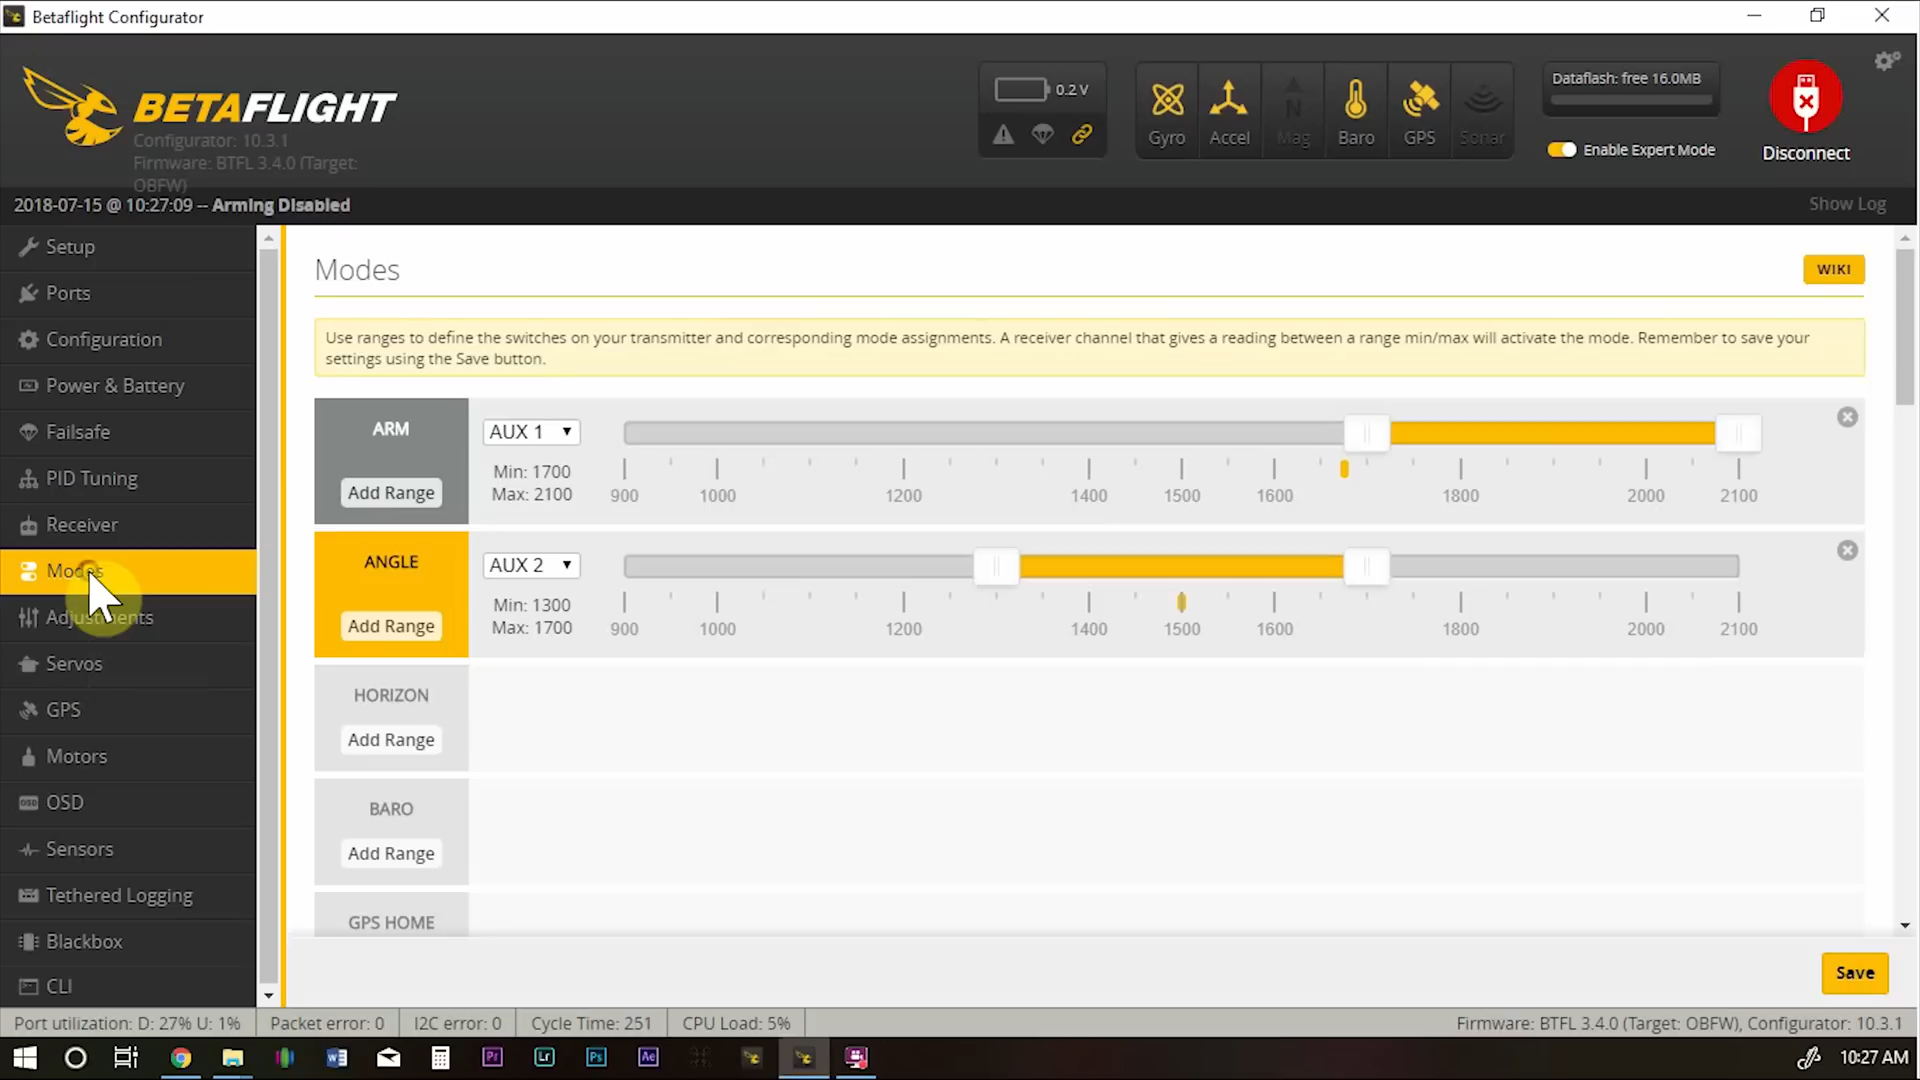 Betaflight Configurator
BETAFLIGHT
Configurator: 10.3.1
Firmware: BTFL 3.4.0 (Target:
OBFW)
0.2 V
Gyro
Accel
Mag
Baro
GPS
Sonar
Dataflash: free 16.0MB
Enable Expert Mode
Disconnect
2018-07-15 @ 10:27:09 -- Arming Disabled
Show Log
Setup
Ports
Configuration
Power & Battery
Failsafe
PID Tuning
Receiver
Modes
Adjustments
Servos
GPS
Motors
OSD OSD
Sensors
Tethered Logging
Blackbox
CLI
Modes
WIKI
Use ranges to define the switches on your transmitter and corresponding mode assignments. A receiver channel that gives a reading between a range min/max will activate the mode. Remember to save your
settings using the Save button.
ARM
Add Range
AUX 1
Min: 1700
Max: 2100
900 1000 1200 1400 1500 1600 1800 2000 2100
ANGLE
Add Range
AUX 2
Min: 1300
Max: 1700
900 1000 1200 1400 1500 1600 1800 2000 2100
HORIZON
Add Range
BARO
Add Range
GPS HOME
Save
Port utilization: D: 27% U: 1%
Packet error: 0
I2C error: 0
Cycle Time: 251
CPU Load: 5%
Firmware: BTFL 3.4.0 (Target: OBFW), Configurator: 10.3.1
Pr
Lr
Ps
Ae
10:27 AM